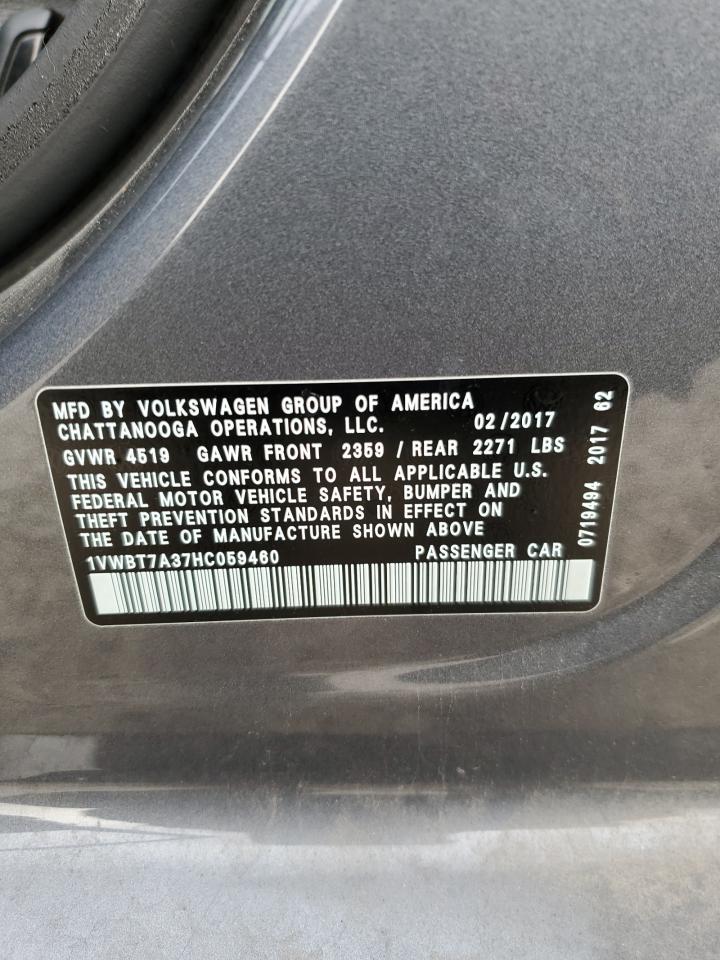 MFD BY VOLKSWAGEN GROUP OF AMERICA
CHATTANOOGA OPERATIONS, LLC. 02/2017
GVWR 4519 GAWR FRONT 2359 / REAR 2271 LBS
THIS VEHICLE CONFORMS TO ALL APPLICABLE U.S.
FEDERAL MOTOR VEHICLE SAFETY, BUMPER AND
THEFT PREVENTION STANDARDS IN EFFECT ON
THE DATE OF MANUFACTURE SHOWN ABOVE
1VWBT7A37HC059460 PASSENGER CAR
0719494 2017 62